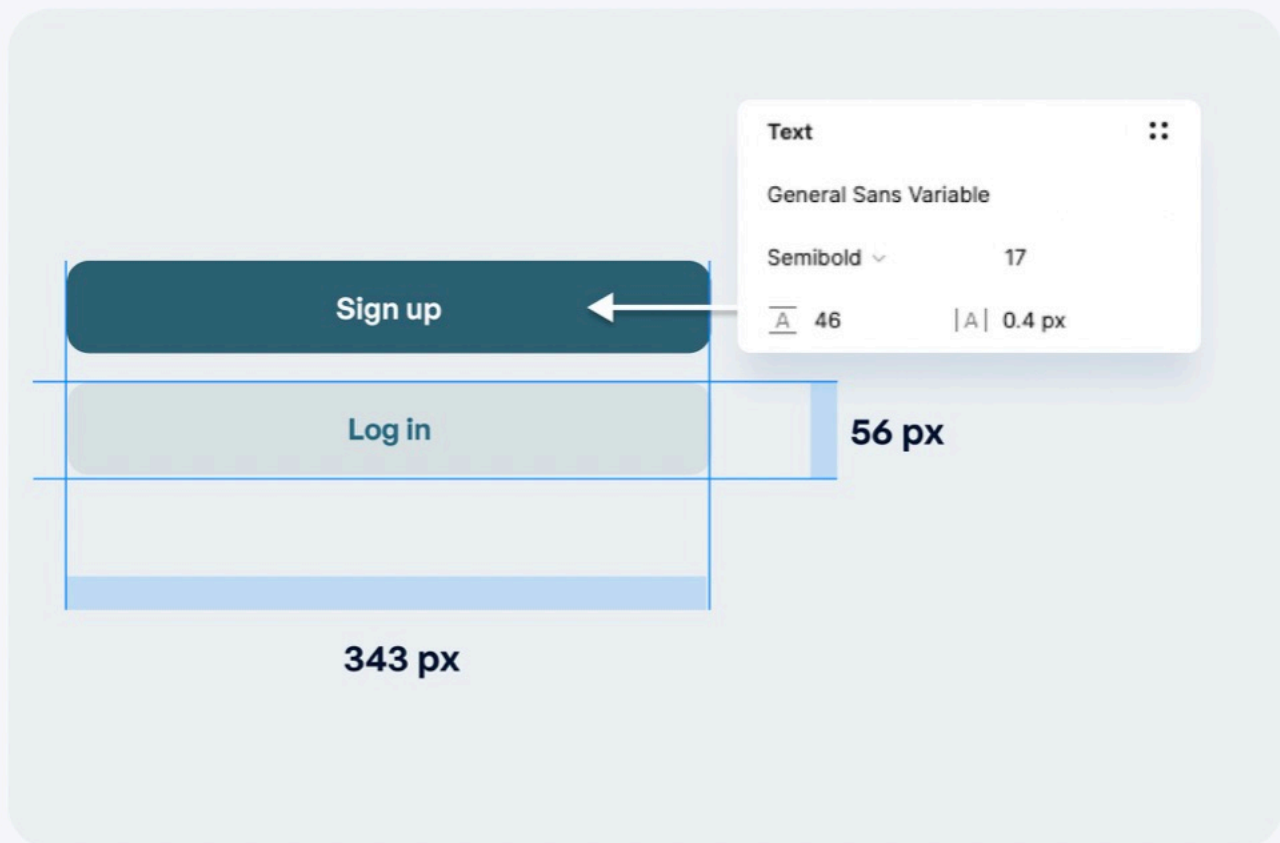 Text
General Sans Variable
Semibold 17
A 46 |A| 0.4 px
Sign up
Log in
56 px
343 px